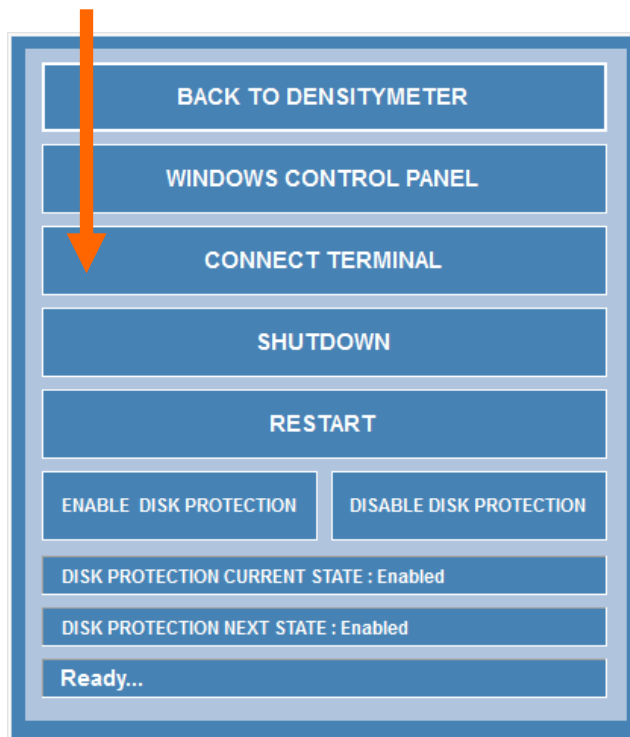 BACK TO DENSITYMETER
WINDOWS CONTROL PANEL
CONNECT TERMINAL
SHUTDOWN
RESTART
ENABLE DISK PROTECTION
DISABLE DISK PROTECTION
DISK PROTECTION CURRENT STATE : Enabled
DISK PROTECTION NEXT STATE : Enabled
Ready...